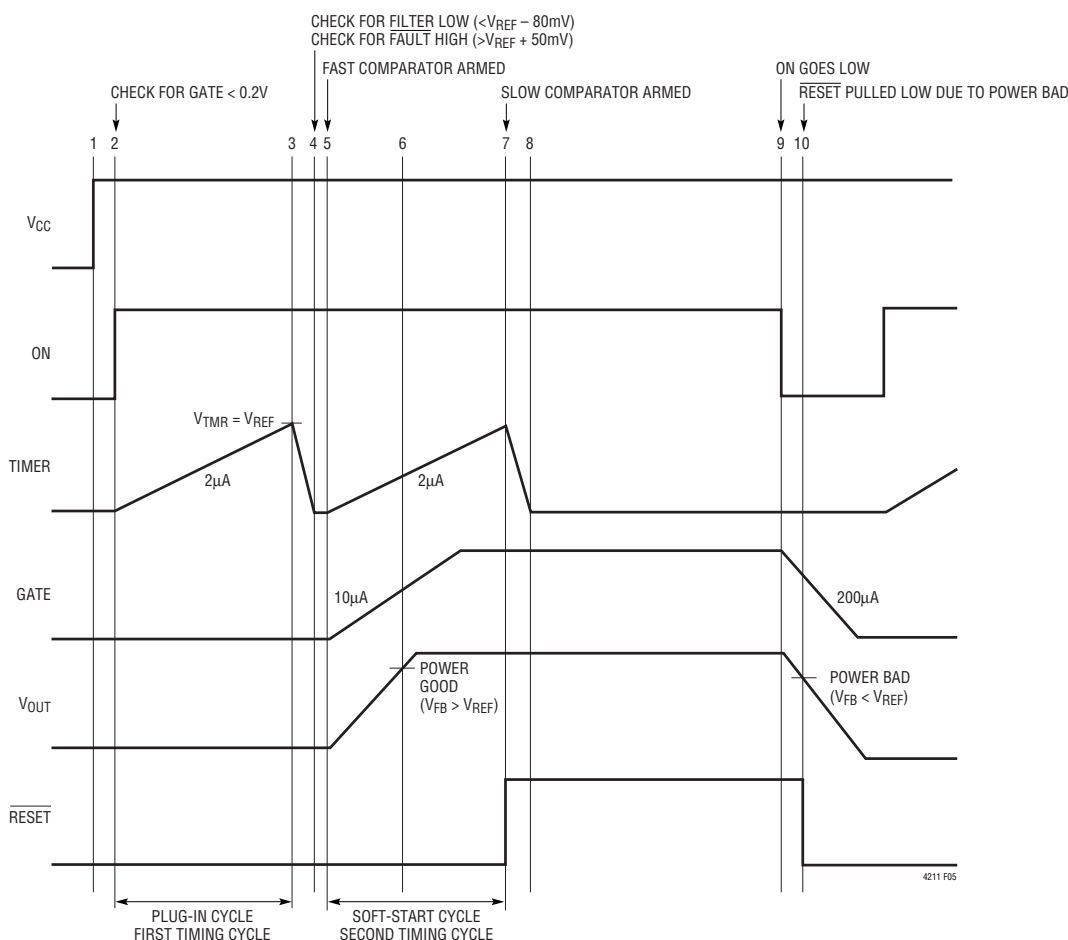 CHECK FOR FILTER LOW (<VREF – 80mV)
CHECK FOR FAULT HIGH (>VREF + 50mV)
FAST COMPARATOR ARMED
ON GOES LOW
CHECK FOR GATE < 0.2V
SLOW COMPARATOR ARMED
RESET PULLED LOW DUE TO POWER BAD
1 2 3 4 5 6 7 8 9 10
VCC
ON
VTMR = VREF
TIMER
2µA
2µA
GATE
10µA
200µA
POWER
GOOD
(VFB > VREF)
POWER BAD
(VFB < VREF)
VOUT
RESET
4211 F05
PLUG-IN CYCLE
FIRST TIMING CYCLE
SOFT-START CYCLE
SECOND TIMING CYCLE